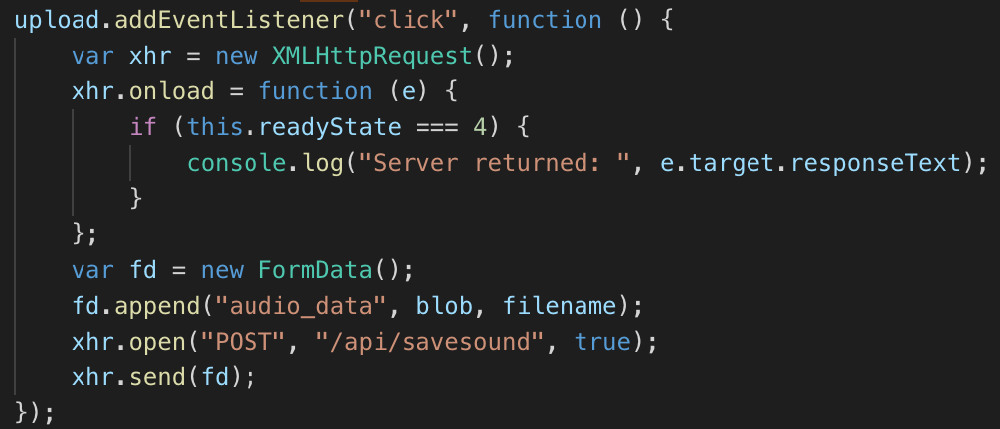 upload.addEventListener("click", function () {
    var xhr = new XMLHttpRequest();
    xhr.onload = function (e) {
        if (this.readyState === 4) {
            console.log("Server returned: ", e.target.responseText);
        }
    };
    var fd = new FormData();
    fd.append("audio_data", blob, filename);
    xhr.open("POST", "/api/savesound", true);
    xhr.send(fd);
});